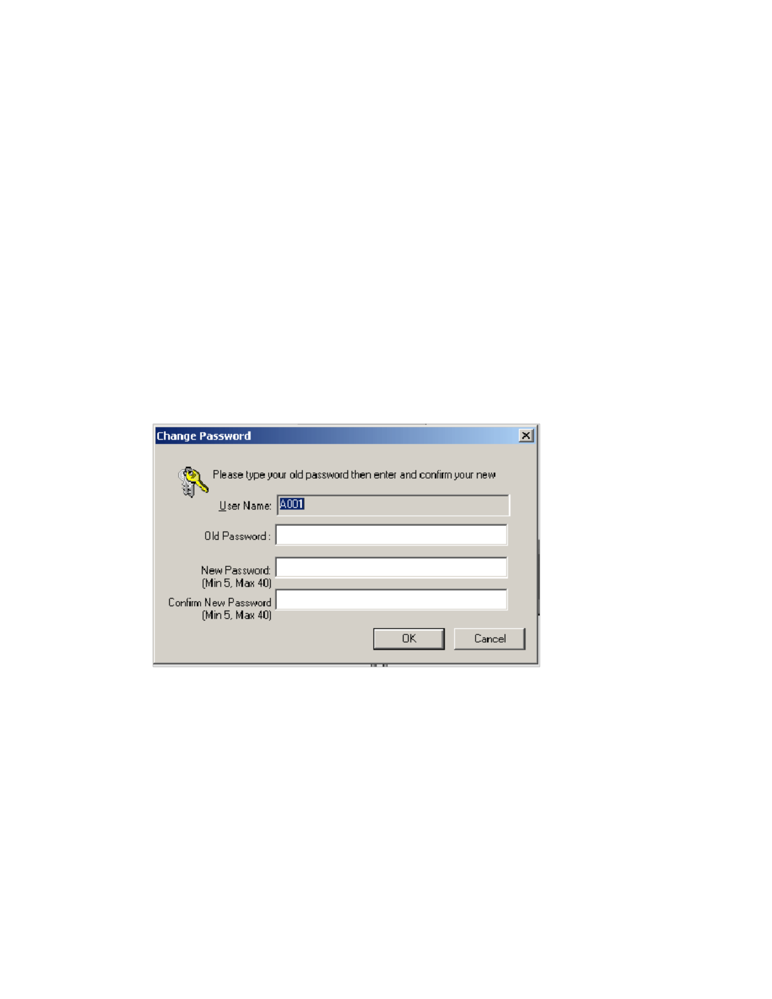 Change Password
Please type your old password then enter and confirm your new
User Name: A001
Old Password :
New Password:
(Min 5, Max 40)
Confirm New Password
(Min 5, Max 40)
OK Cancel